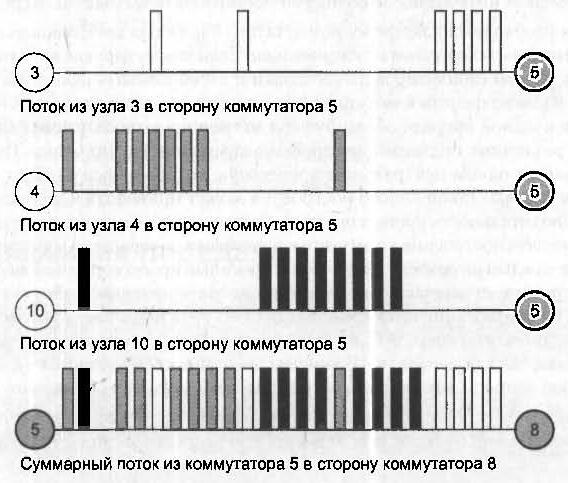 3 5
Поток из узла 3 в сторону коммутатора 5
4 5
Поток из узла 4 в сторону коммутатора 5
10 5
Поток из узла 10 в сторону коммутатора 5
5 8
Суммарный поток из коммутатора 5 в сторону коммутатора 8